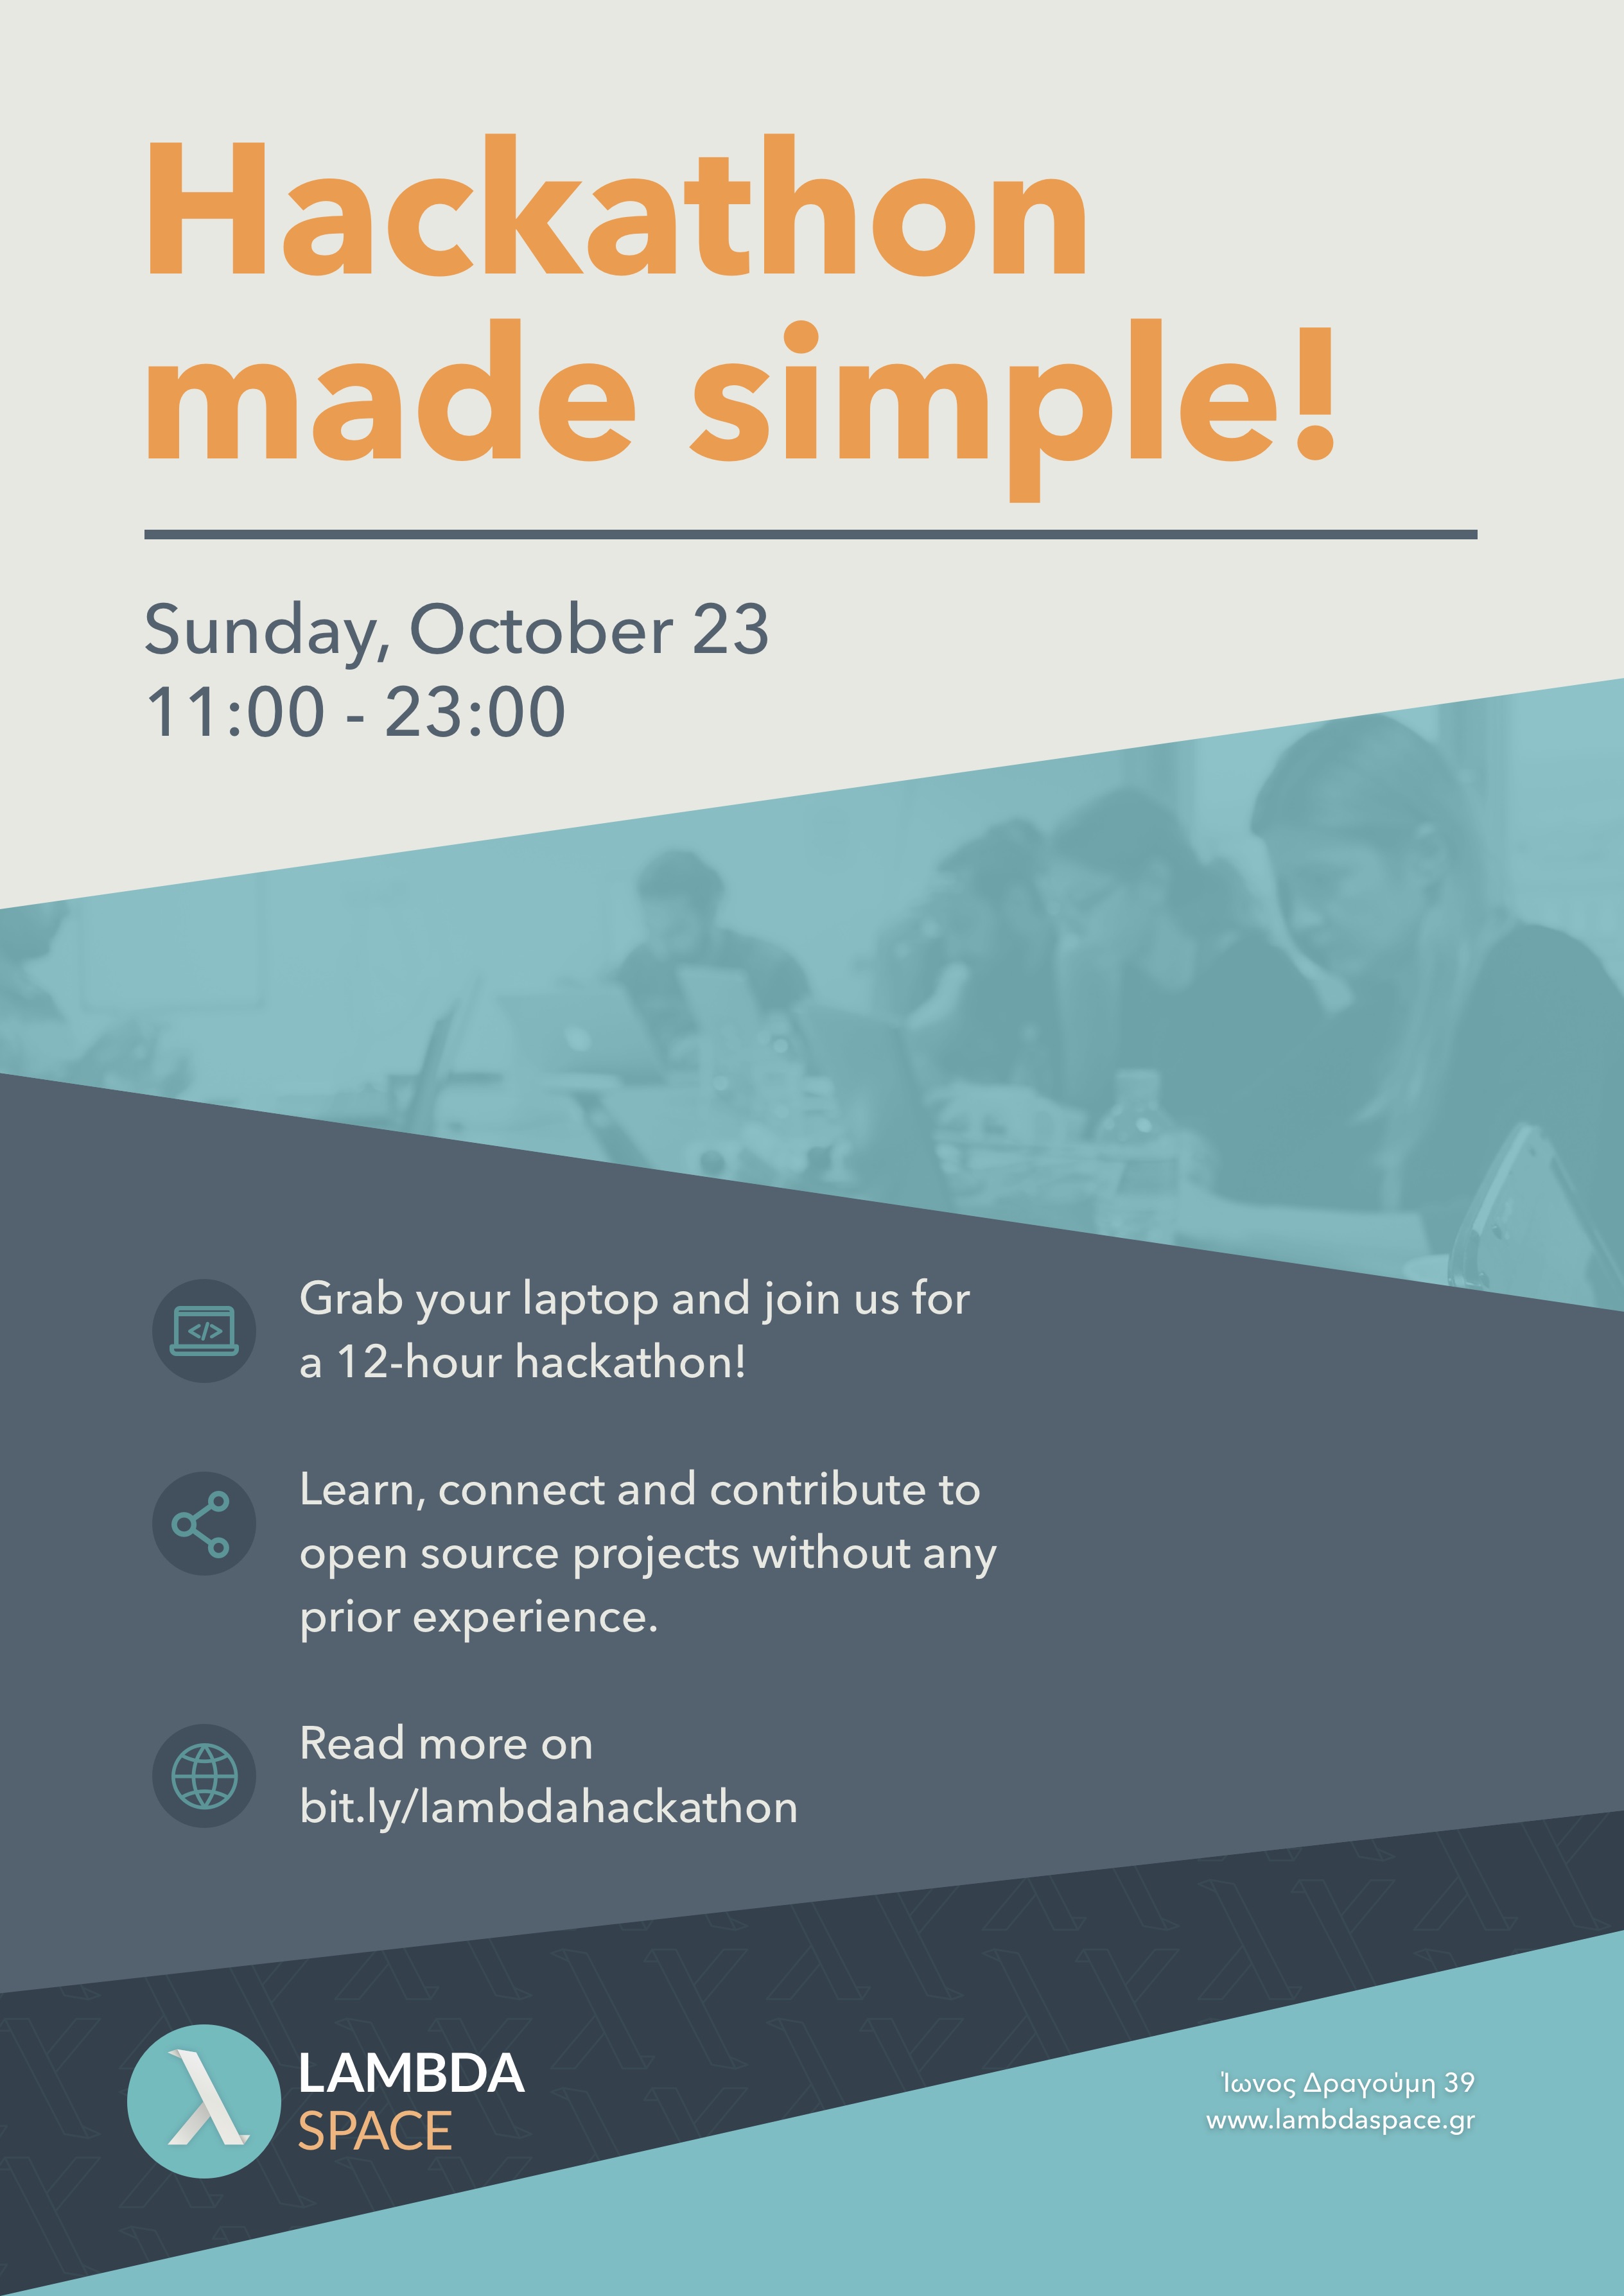 Hackathon
made simple!
Sunday, October 23
11:00 - 23:00
Grab your laptop and join us for
a 12-hour hackathon!
Learn, connect and contribute to
open source projects without any
prior experience.
Read more on
bit.ly/lambdahackathon
LAMBDA
SPACE
Ἴωνος Δραγούμη 39
www.lambdaspace.gr